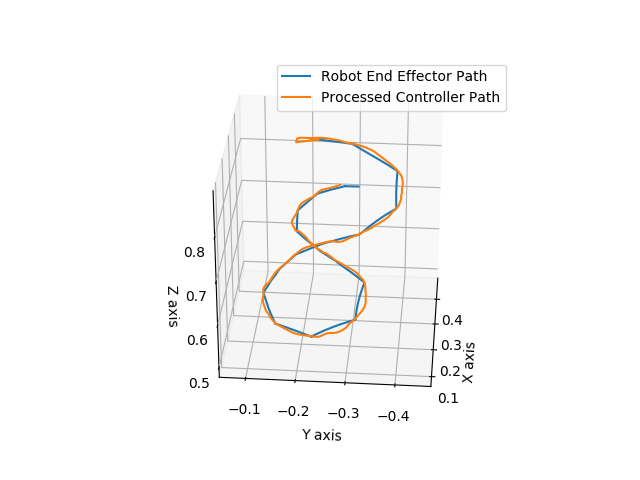 Robot End Effector Path
Processed Controller Path
0.8
0.7
0.6
0.5
Z axis
−0.1
−0.2
−0.3
−0.4
Y axis
0.4
0.3
0.2
0.1
X axis